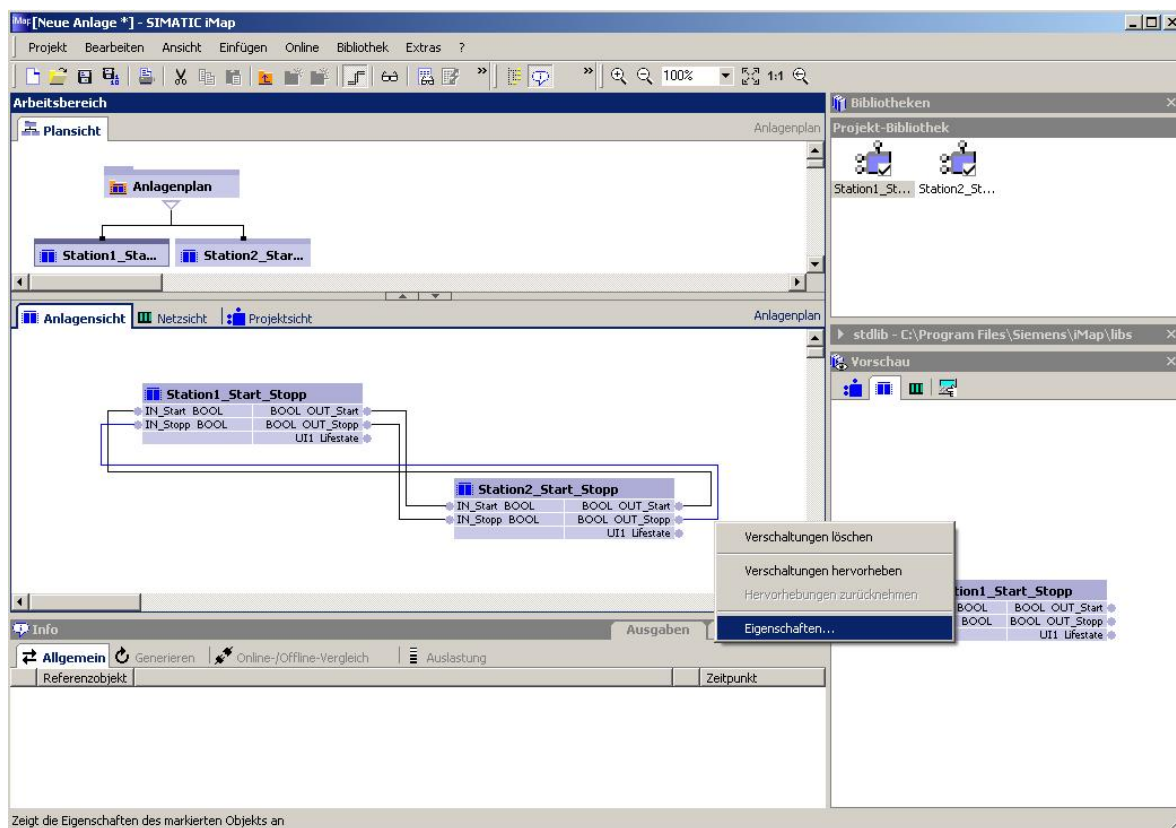 [Neue Anlage *] - SIMATIC iMap
Projekt Bearbeiten Ansicht Einfügen Online Bibliothek Extras ?
100% 1:1
Arbeitsbereich
Plansicht Anlagenplan
Anlagenplan
Station1_Sta... Station2_Star...
Anlagensicht Netzsicht Projektsicht Anlagenplan
Station1_Start_Stopp
IN_Start BOOL BOOL OUT_Start
IN_Stopp BOOL BOOL OUT_Stopp
UI1 Lifestate
Station2_Start_Stopp
IN_Start BOOL BOOL OUT_Start
IN_Stopp BOOL BOOL OUT_Stopp
UI1 Lifestate
Verschaltungen löschen
Verschaltungen hervorheben
Hervorhebungen zurücknehmen
Eigenschaften...
Bibliotheken
Projekt-Bibliothek
Station1_St... Station2_St...
stdlib - C:\Program Files\Siemens\iMap\libs
Vorschau
tion1_Start_Stopp
BOOL BOOL OUT_Start
BOOL BOOL OUT_Stopp
UI1 Lifestate
Info Ausgaben
Allgemein Generieren Online-/Offline-Vergleich Auslastung
Referenzobjekt Zeitpunkt
Zeigt die Eigenschaften des markierten Objekts an